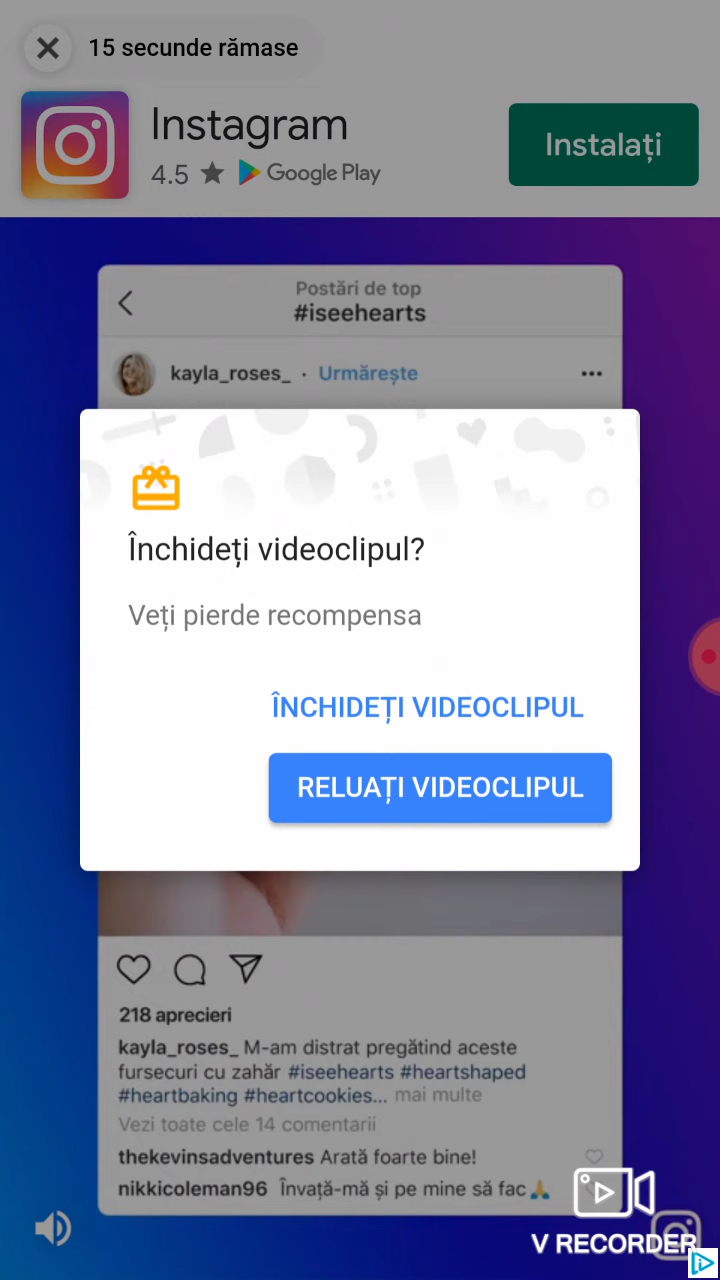 15 secunde rămase
Instagram
4.5 ★ Google Play
Instalați
Postări de top
#iseehearts
kayla_roses_ · Urmărește
Închideți videoclipul?
Veți pierde recompensa
ÎNCHIDEȚI VIDEOCLIPUL
RELUAȚI VIDEOCLIPUL
218 aprecieri
kayla_roses_ M-am distrat pregătind aceste
fursecuri cu zahăr #iseehearts #heartshaped
#heartbaking #heartcookies... mai multe
Vezi toate cele 14 comentarii
thekevinsadventures Arată foarte bine!
nikkicoleman96 Învață-mă și pe mine să fac🙏
V RECORDER